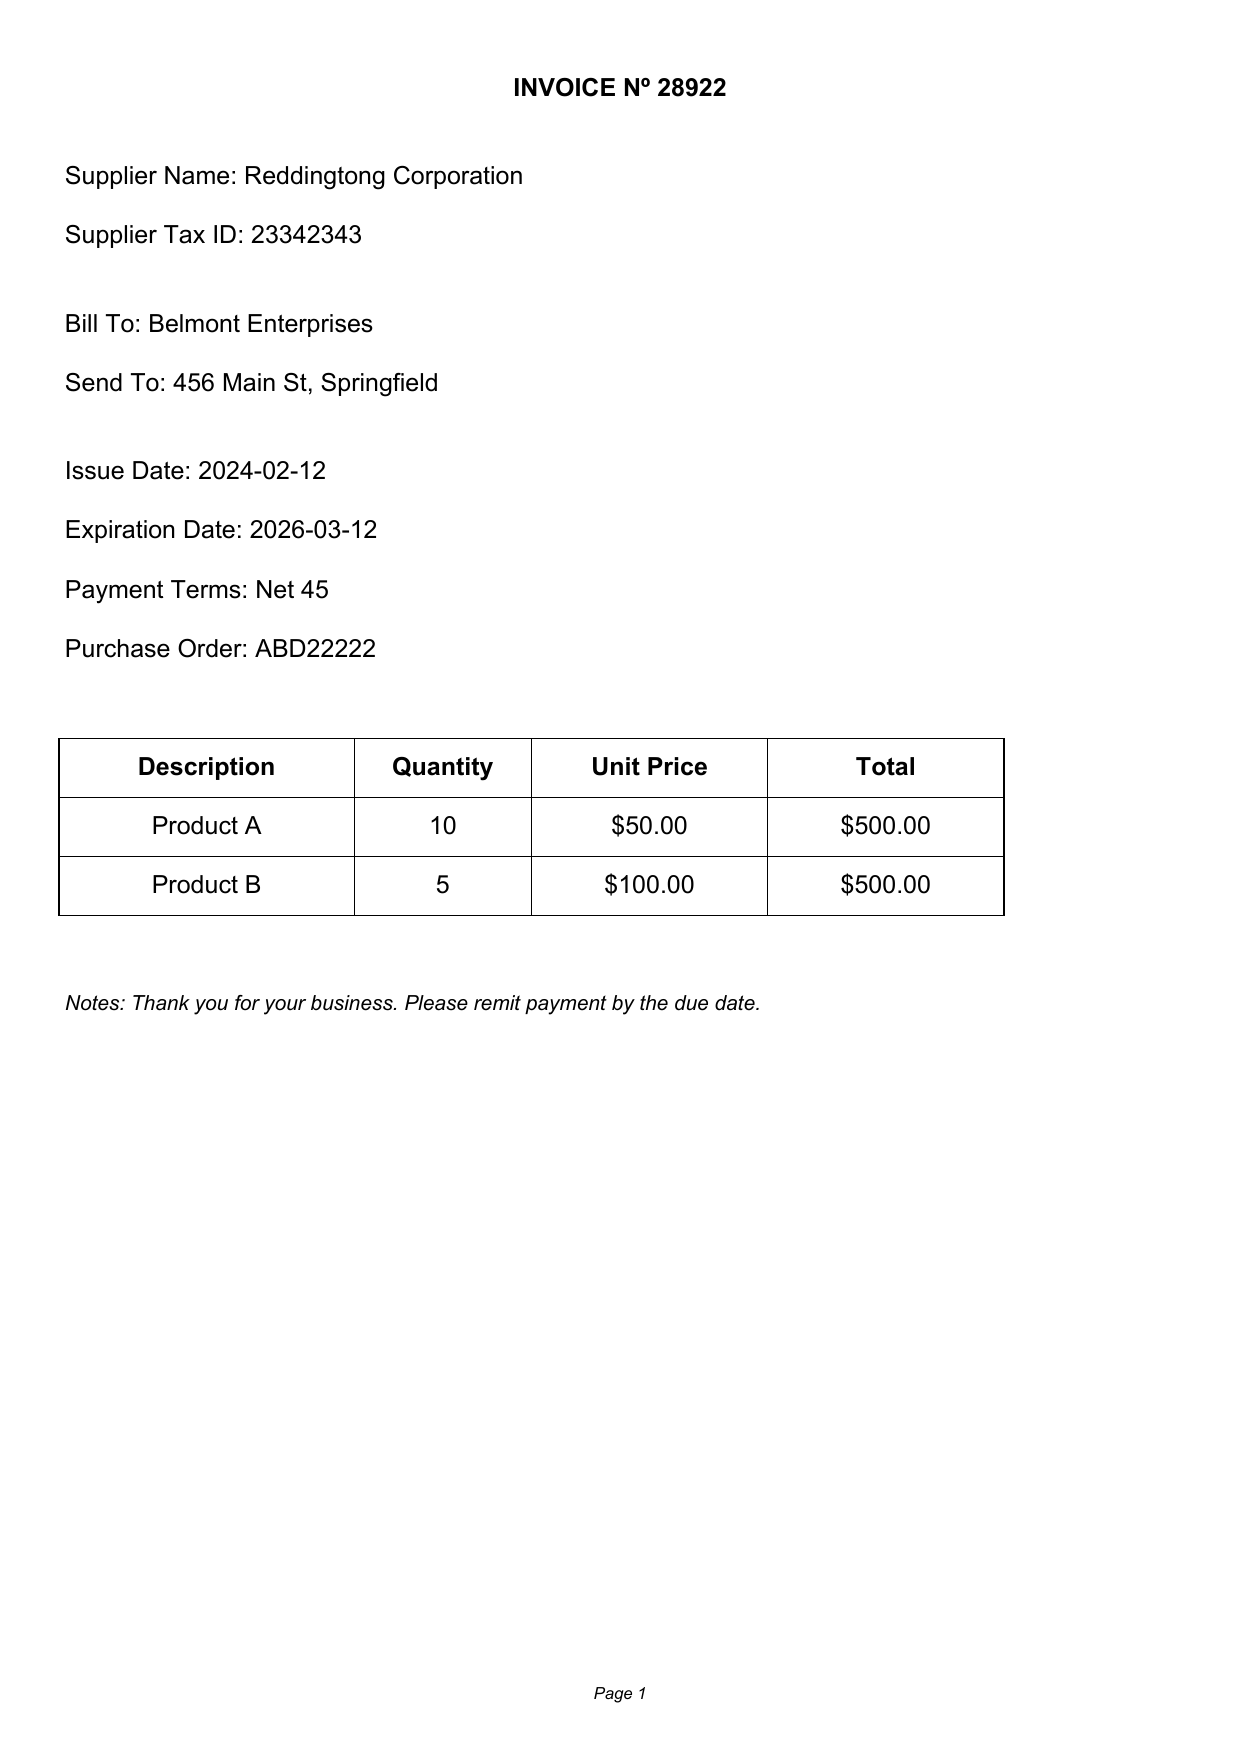 INVOICE Nº 28922
Supplier Name: Reddingtong Corporation
Supplier Tax ID: 23342343
Bill To: Belmont Enterprises
Send To: 456 Main St, Springfield
Issue Date: 2024-02-12
Expiration Date: 2026-03-12
Payment Terms: Net 45
Purchase Order: ABD22222
Description Quantity Unit Price Total
Product A 10 $50.00 $500.00
Product B 5 $100.00 $500.00
Notes: Thank you for your business. Please remit payment by the due date.
Page 1